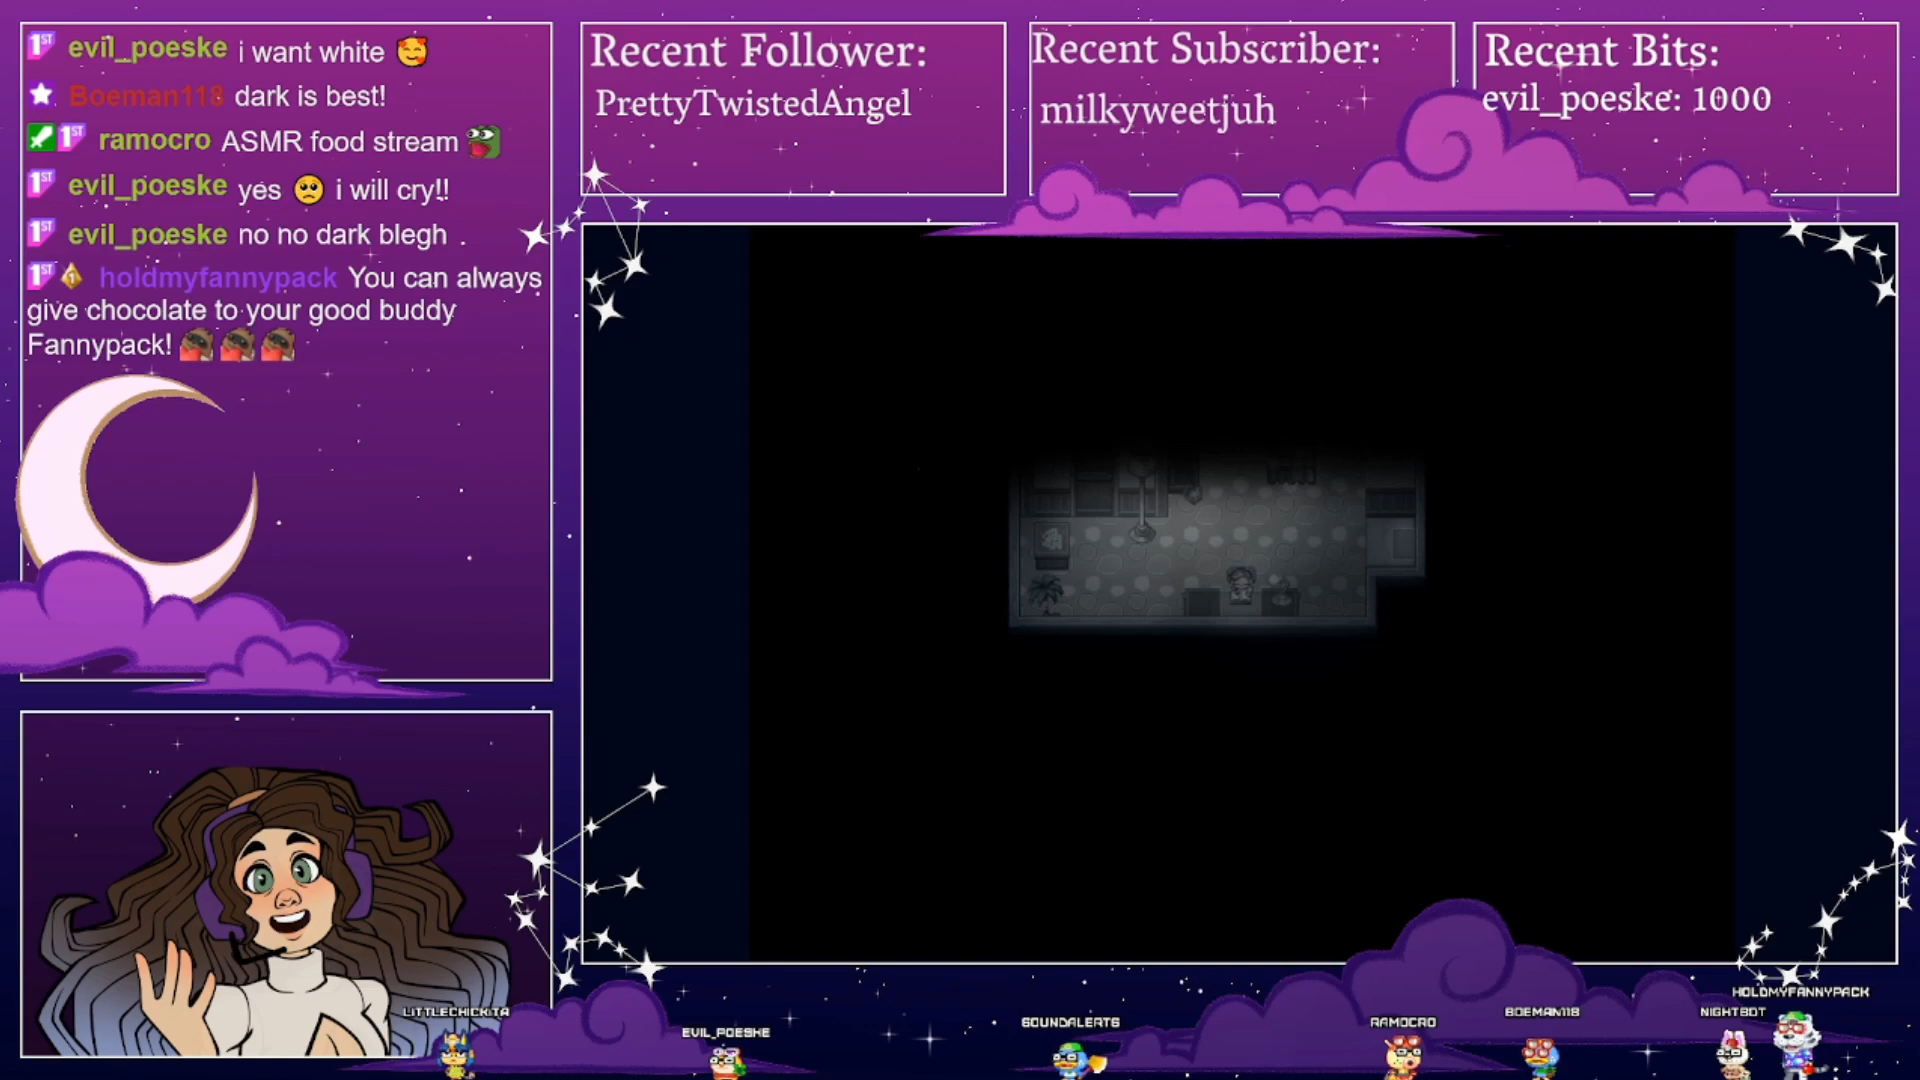 evil_poeske i want white
Boeman118 dark is best!
ramocro ASMR food stream
evil_poeske yes i will cry!!
evil_poeske no no dark blegh .
holdmyfannypack You can always
give chocolate to your good buddy
Fannypack!
Recent Follower:
PrettyTwistedAngel
Recent Subscriber:
milkyweetjuh
Recent Bits:
evil_poeske: 1000
LITTLECHICKITA
EVIL_POESKE
SOUNDALERTS
RAMOCRO
BOEMAN118
NIGHTBOT
HOLDMYFANNYPACK